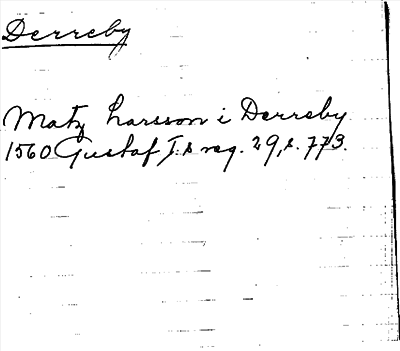 Derreby
Matz Larsson i Derreby
1560 Gustaf I:s reg. 29, s. 773.